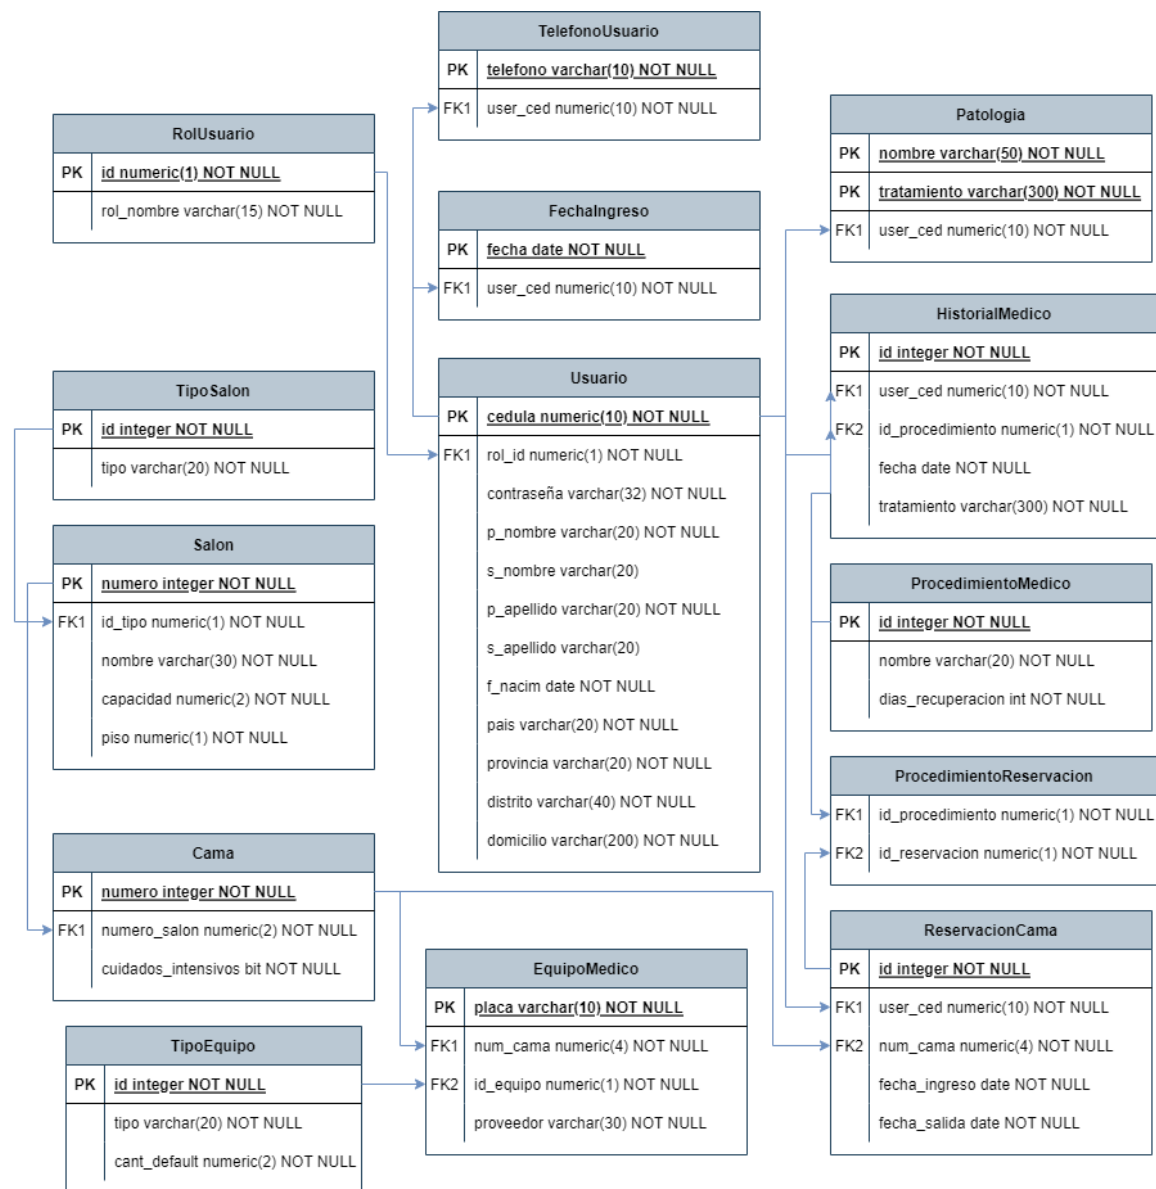 TelefonoUsuario
PK telefono varchar(10) NOT NULL
FK1 user_ced numeric(10) NOT NULL
RolUsuario
PK id numeric(1) NOT NULL
rol_nombre varchar(15) NOT NULL
Patologia
PK nombre varchar(50) NOT NULL
PK tratamiento varchar(300) NOT NULL
FK1 user_ced numeric(10) NOT NULL
FechaIngreso
PK fecha date NOT NULL
FK1 user_ced numeric(10) NOT NULL
HistorialMedico
PK id integer NOT NULL
FK1 user_ced numeric(10) NOT NULL
FK2 id_procedimiento numeric(1) NOT NULL
fecha date NOT NULL
tratamiento varchar(300) NOT NULL
TipoSalon
PK id integer NOT NULL
tipo varchar(20) NOT NULL
Usuario
PK cedula numeric(10) NOT NULL
FK1 rol_id numeric(1) NOT NULL
contraseña varchar(32) NOT NULL
p_nombre varchar(20) NOT NULL
s_nombre varchar(20)
p_apellido varchar(20) NOT NULL
s_apellido varchar(20)
f_nacim date NOT NULL
pais varchar(20) NOT NULL
provincia varchar(20) NOT NULL
distrito varchar(40) NOT NULL
domicilio varchar(200) NOT NULL
Salon
PK numero integer NOT NULL
FK1 id_tipo numeric(1) NOT NULL
nombre varchar(30) NOT NULL
capacidad numeric(2) NOT NULL
piso numeric(1) NOT NULL
ProcedimientoMedico
PK id integer NOT NULL
nombre varchar(20) NOT NULL
dias_recuperacion int NOT NULL
ProcedimientoReservacion
FK1 id_procedimiento numeric(1) NOT NULL
FK2 id_reservacion numeric(1) NOT NULL
Cama
PK numero integer NOT NULL
FK1 numero_salon numeric(2) NOT NULL
cuidados_intensivos bit NOT NULL
ReservacionCama
PK id integer NOT NULL
FK1 user_ced numeric(10) NOT NULL
FK2 num_cama numeric(4) NOT NULL
fecha_ingreso date NOT NULL
fecha_salida date NOT NULL
EquipoMedico
PK placa varchar(10) NOT NULL
FK1 num_cama numeric(4) NOT NULL
FK2 id_equipo numeric(1) NOT NULL
proveedor varchar(30) NOT NULL
TipoEquipo
PK id integer NOT NULL
tipo varchar(20) NOT NULL
cant_default numeric(2) NOT NULL